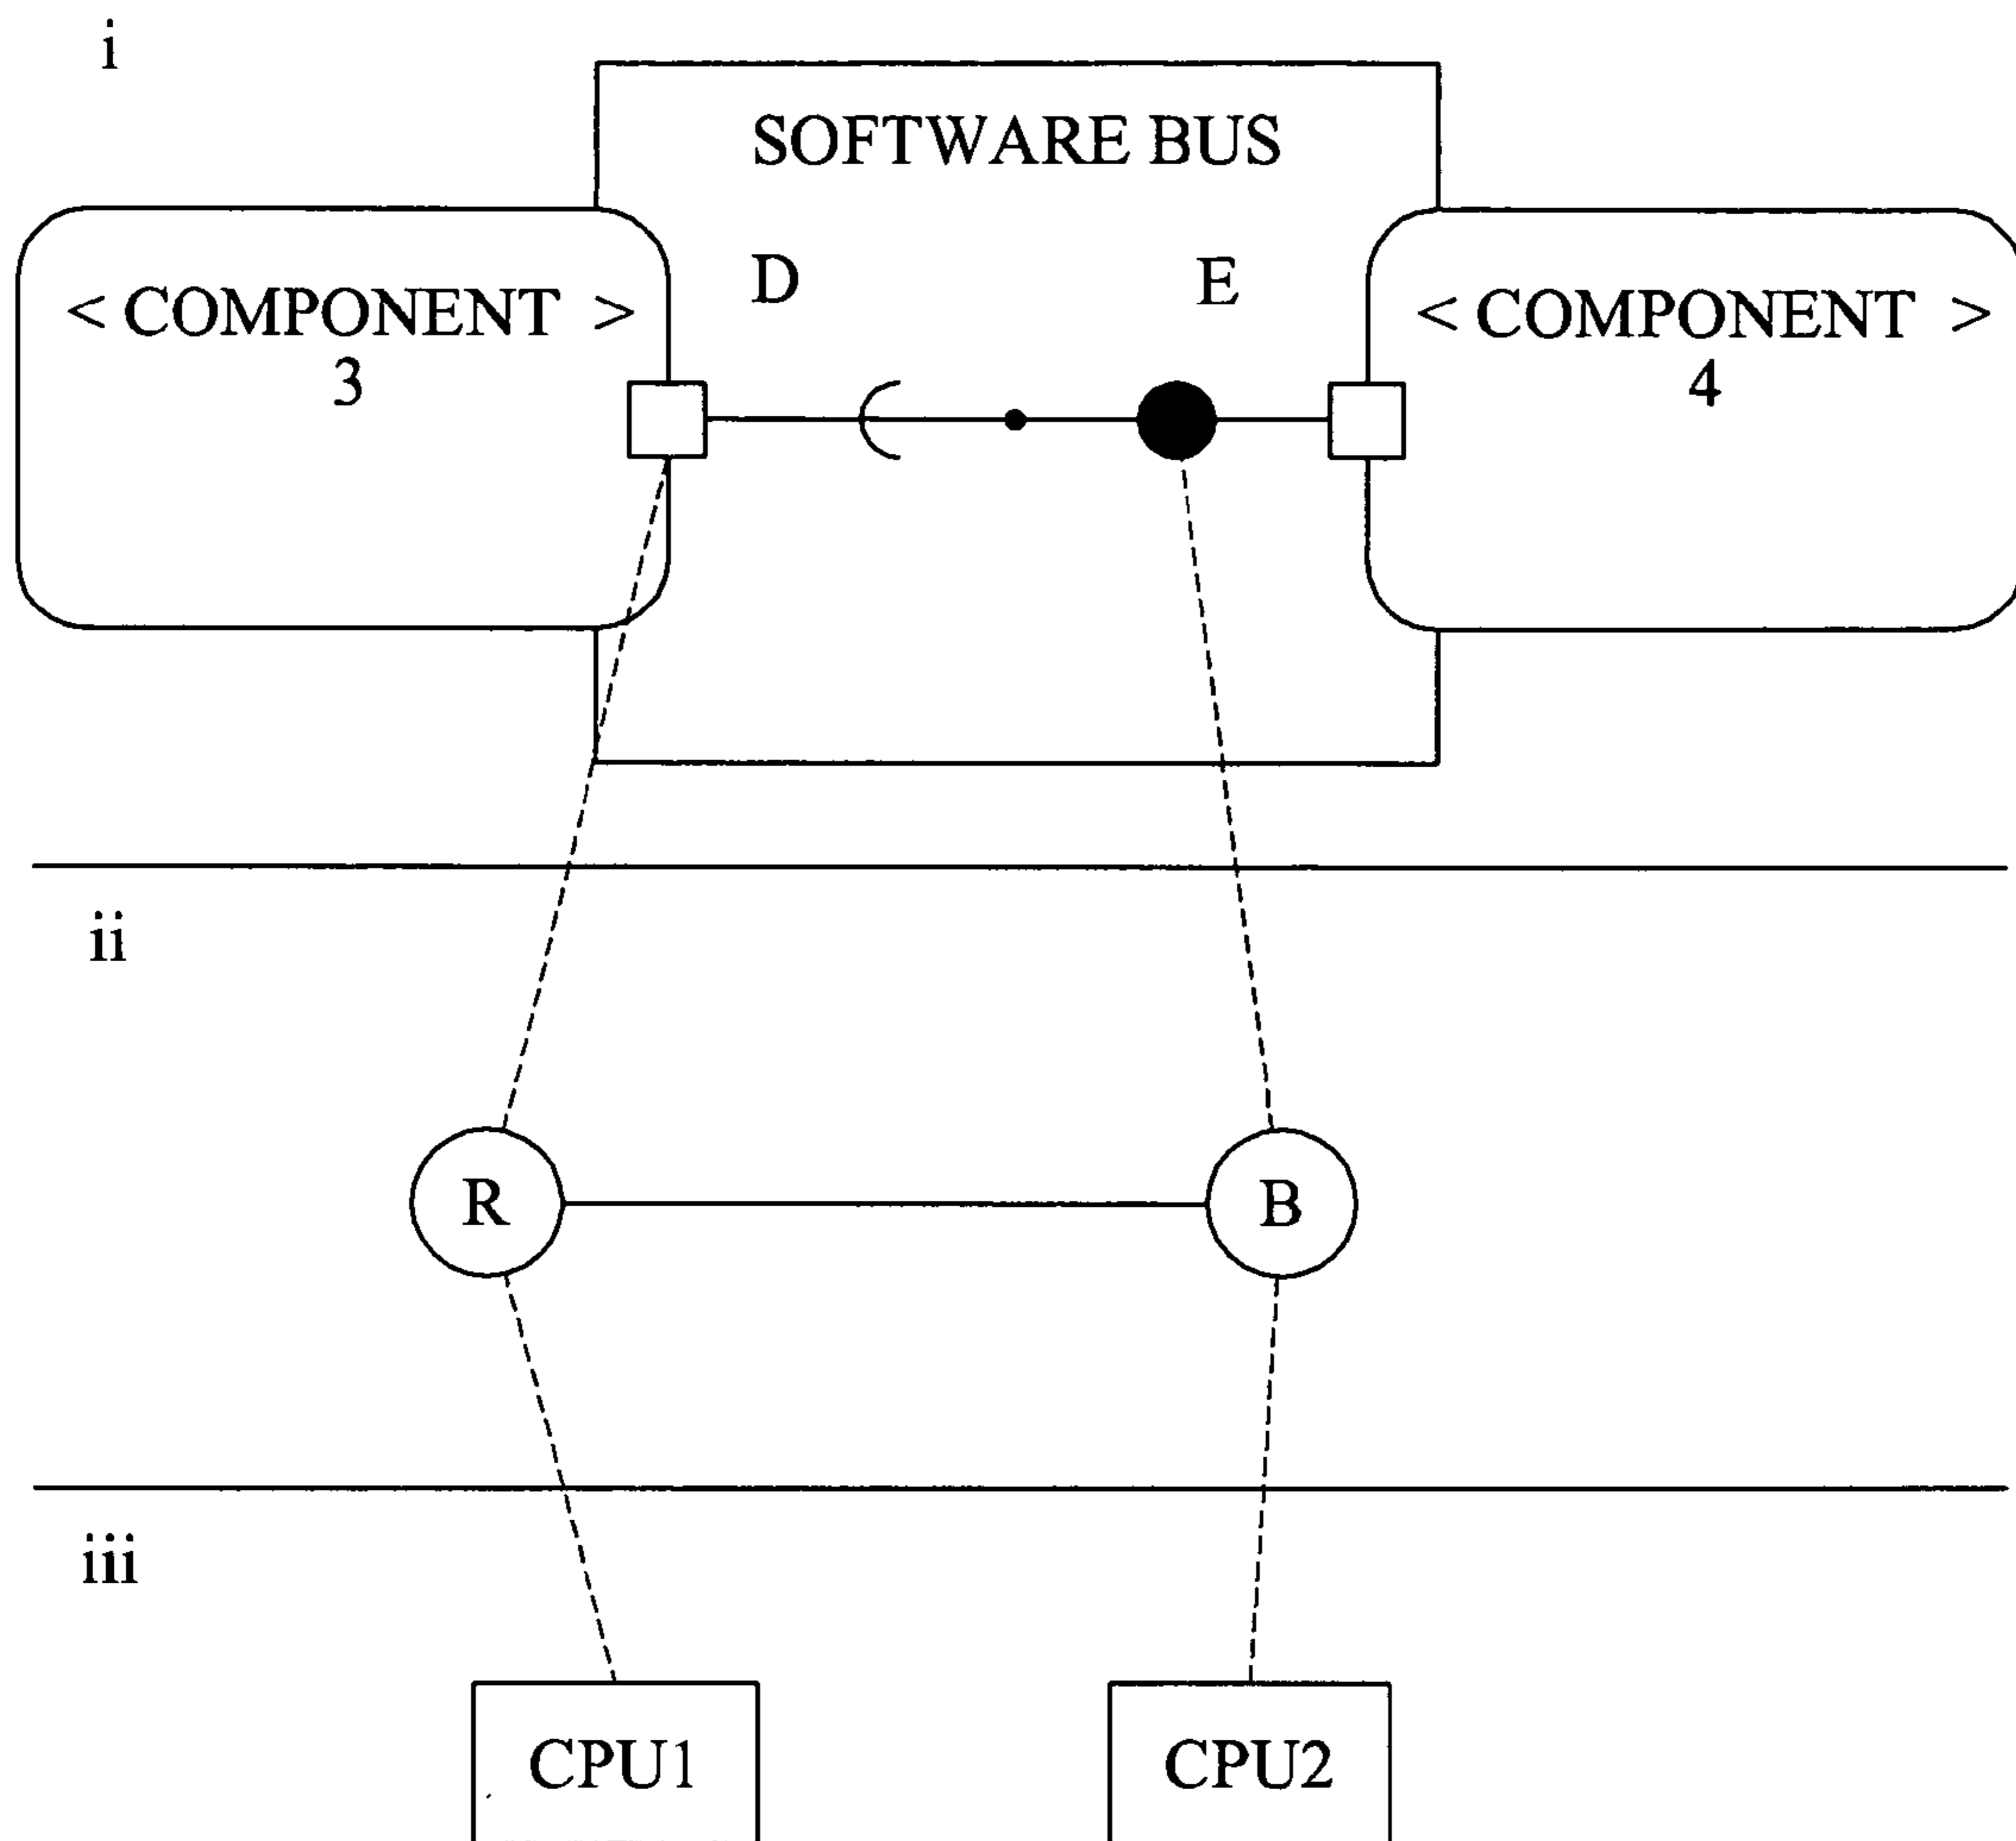 i
SOFTWARE BUS
D
E
< COMPONENT >
3
< COMPONENT >
4
ii
R
B
iii
CPU1
CPU2